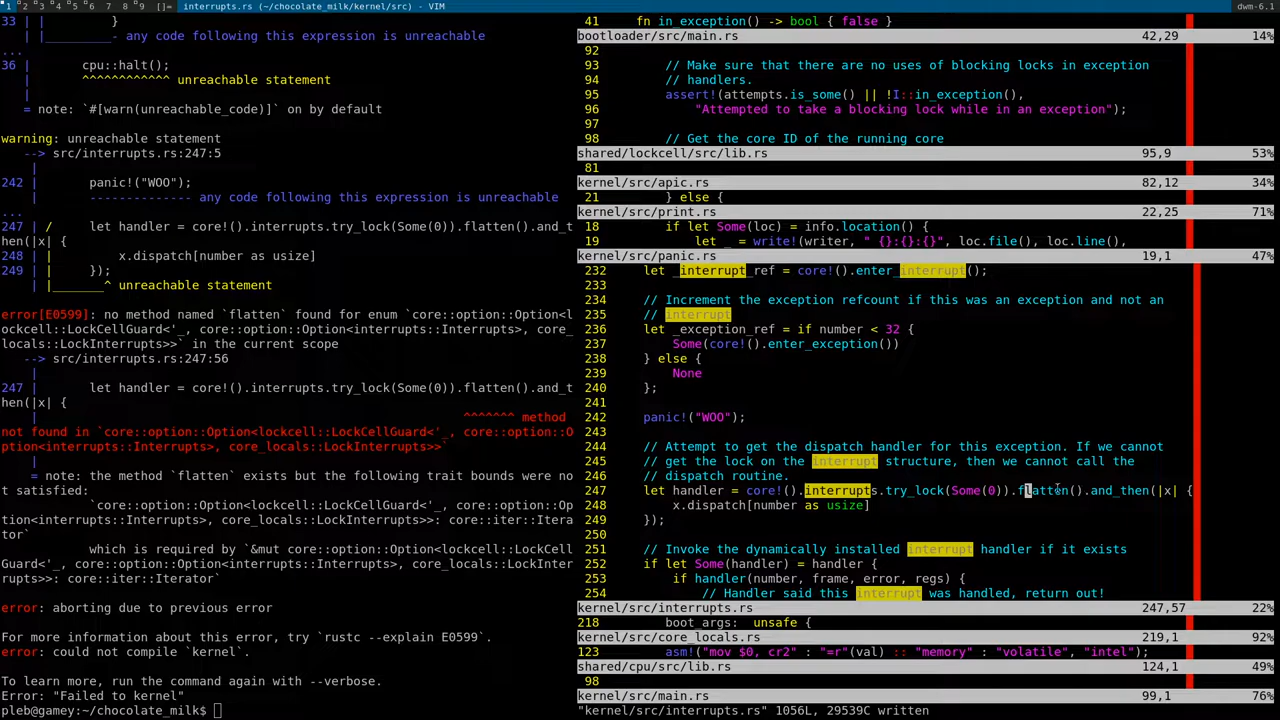 1 2 3 4 5 6 7 8 9 []= interrupts.rs (~/chocolate_milk/kernel/src) - VIM dwm-6.1
33 | | }
| |________- any code following this expression is unreachable
...
36 | cpu::halt();
| ^^^^^^^^^^^^ unreachable statement
|
= note: `#[warn(unreachable_code)]` on by default
warning: unreachable statement
--> src/interrupts.rs:247:5
|
242 | panic!("WOO");
| -------------- any code following this expression is unreachable
...
247 | / let handler = core!().interrupts.try_lock(Some(0)).flatten().and_t
hen(|x| {
248 | | x.dispatch[number as usize]
249 | | });
| |______^ unreachable statement
error[E0599]: no method named `flatten` found for enum `core::option::Option<l
ockcell::LockCellGuard<'_, core::option::Option<interrupts::Interrupts>, core_
locals::LockInterrupts>>` in the current scope
--> src/interrupts.rs:247:56
|
247 | let handler = core!().interrupts.try_lock(Some(0)).flatten().and_t
hen(|x| {
| ^^^^^^^ method
not found in `core::option::Option<lockcell::LockCellGuard<'_, core::option::O
ption<interrupts::Interrupts>, core_locals::LockInterrupts>>`
|
= note: the method `flatten` exists but the following trait bounds were no
t satisfied:
`core::option::Option<lockcell::LockCellGuard<'_, core::option::Op
tion<interrupts::Interrupts>, core_locals::LockInterrupts>>: core::iter::Itera
tor`
which is required by `&mut core::option::Option<lockcell::LockCell
Guard<'_, core::option::Option<interrupts::Interrupts>, core_locals::LockInter
rupts>>: core::iter::Iterator`
error: aborting due to previous error
For more information about this error, try `rustc --explain E0599`.
error: could not compile `kernel`.
To learn more, run the command again with --verbose.
Error: "Failed to kernel"
pleb@gamey:~/chocolate_milk$
41 fn in_exception() -> bool { false }
bootloader/src/main.rs 42,29 14%
92
93 // Make sure that there are no uses of blocking locks in exception
94 // handlers.
95 assert!(attempts.is_some() || !I::in_exception(),
96 "Attempted to take a blocking lock while in an exception");
97
98 // Get the core ID of the running core
shared/lockcell/src/lib.rs 95,9 53%
81
kernel/src/apic.rs 82,12 34%
21 } else {
kernel/src/print.rs 22,25 71%
18 if let Some(loc) = info.location() {
19 let _ = write!(writer, " {}:{}:{}", loc.file(), loc.line(),
kernel/src/panic.rs 19,1 47%
232 let _interrupt_ref = core!().enter_interrupt();
233
234 // Increment the exception refcount if this was an exception and not an
235 // interrupt
236 let _exception_ref = if number < 32 {
237 Some(core!().enter_exception())
238 } else {
239 None
240 };
241
242 panic!("WOO");
243
244 // Attempt to get the dispatch handler for this exception. If we cannot
245 // get the lock on the interrupt structure, then we cannot call the
246 // dispatch routine.
247 let handler = core!().interrupts.try_lock(Some(0)).flatten().and_then(|x| {
248 x.dispatch[number as usize]
249 });
250
251 // Invoke the dynamically installed interrupt handler if it exists
252 if let Some(handler) = handler {
253 if handler(number, frame, error, regs) {
254 // Handler said this interrupt was handled, return out!
kernel/src/interrupts.rs 247,57 22%
218 boot_args: unsafe {
kernel/src/core_locals.rs 219,1 92%
123 asm!("mov $0, cr2" : "=r"(val) :: "memory" : "volatile", "intel");
shared/cpu/src/lib.rs 124,1 49%
98
kernel/src/main.rs 99,1 76%
"kernel/src/interrupts.rs" 1056L, 29539C written